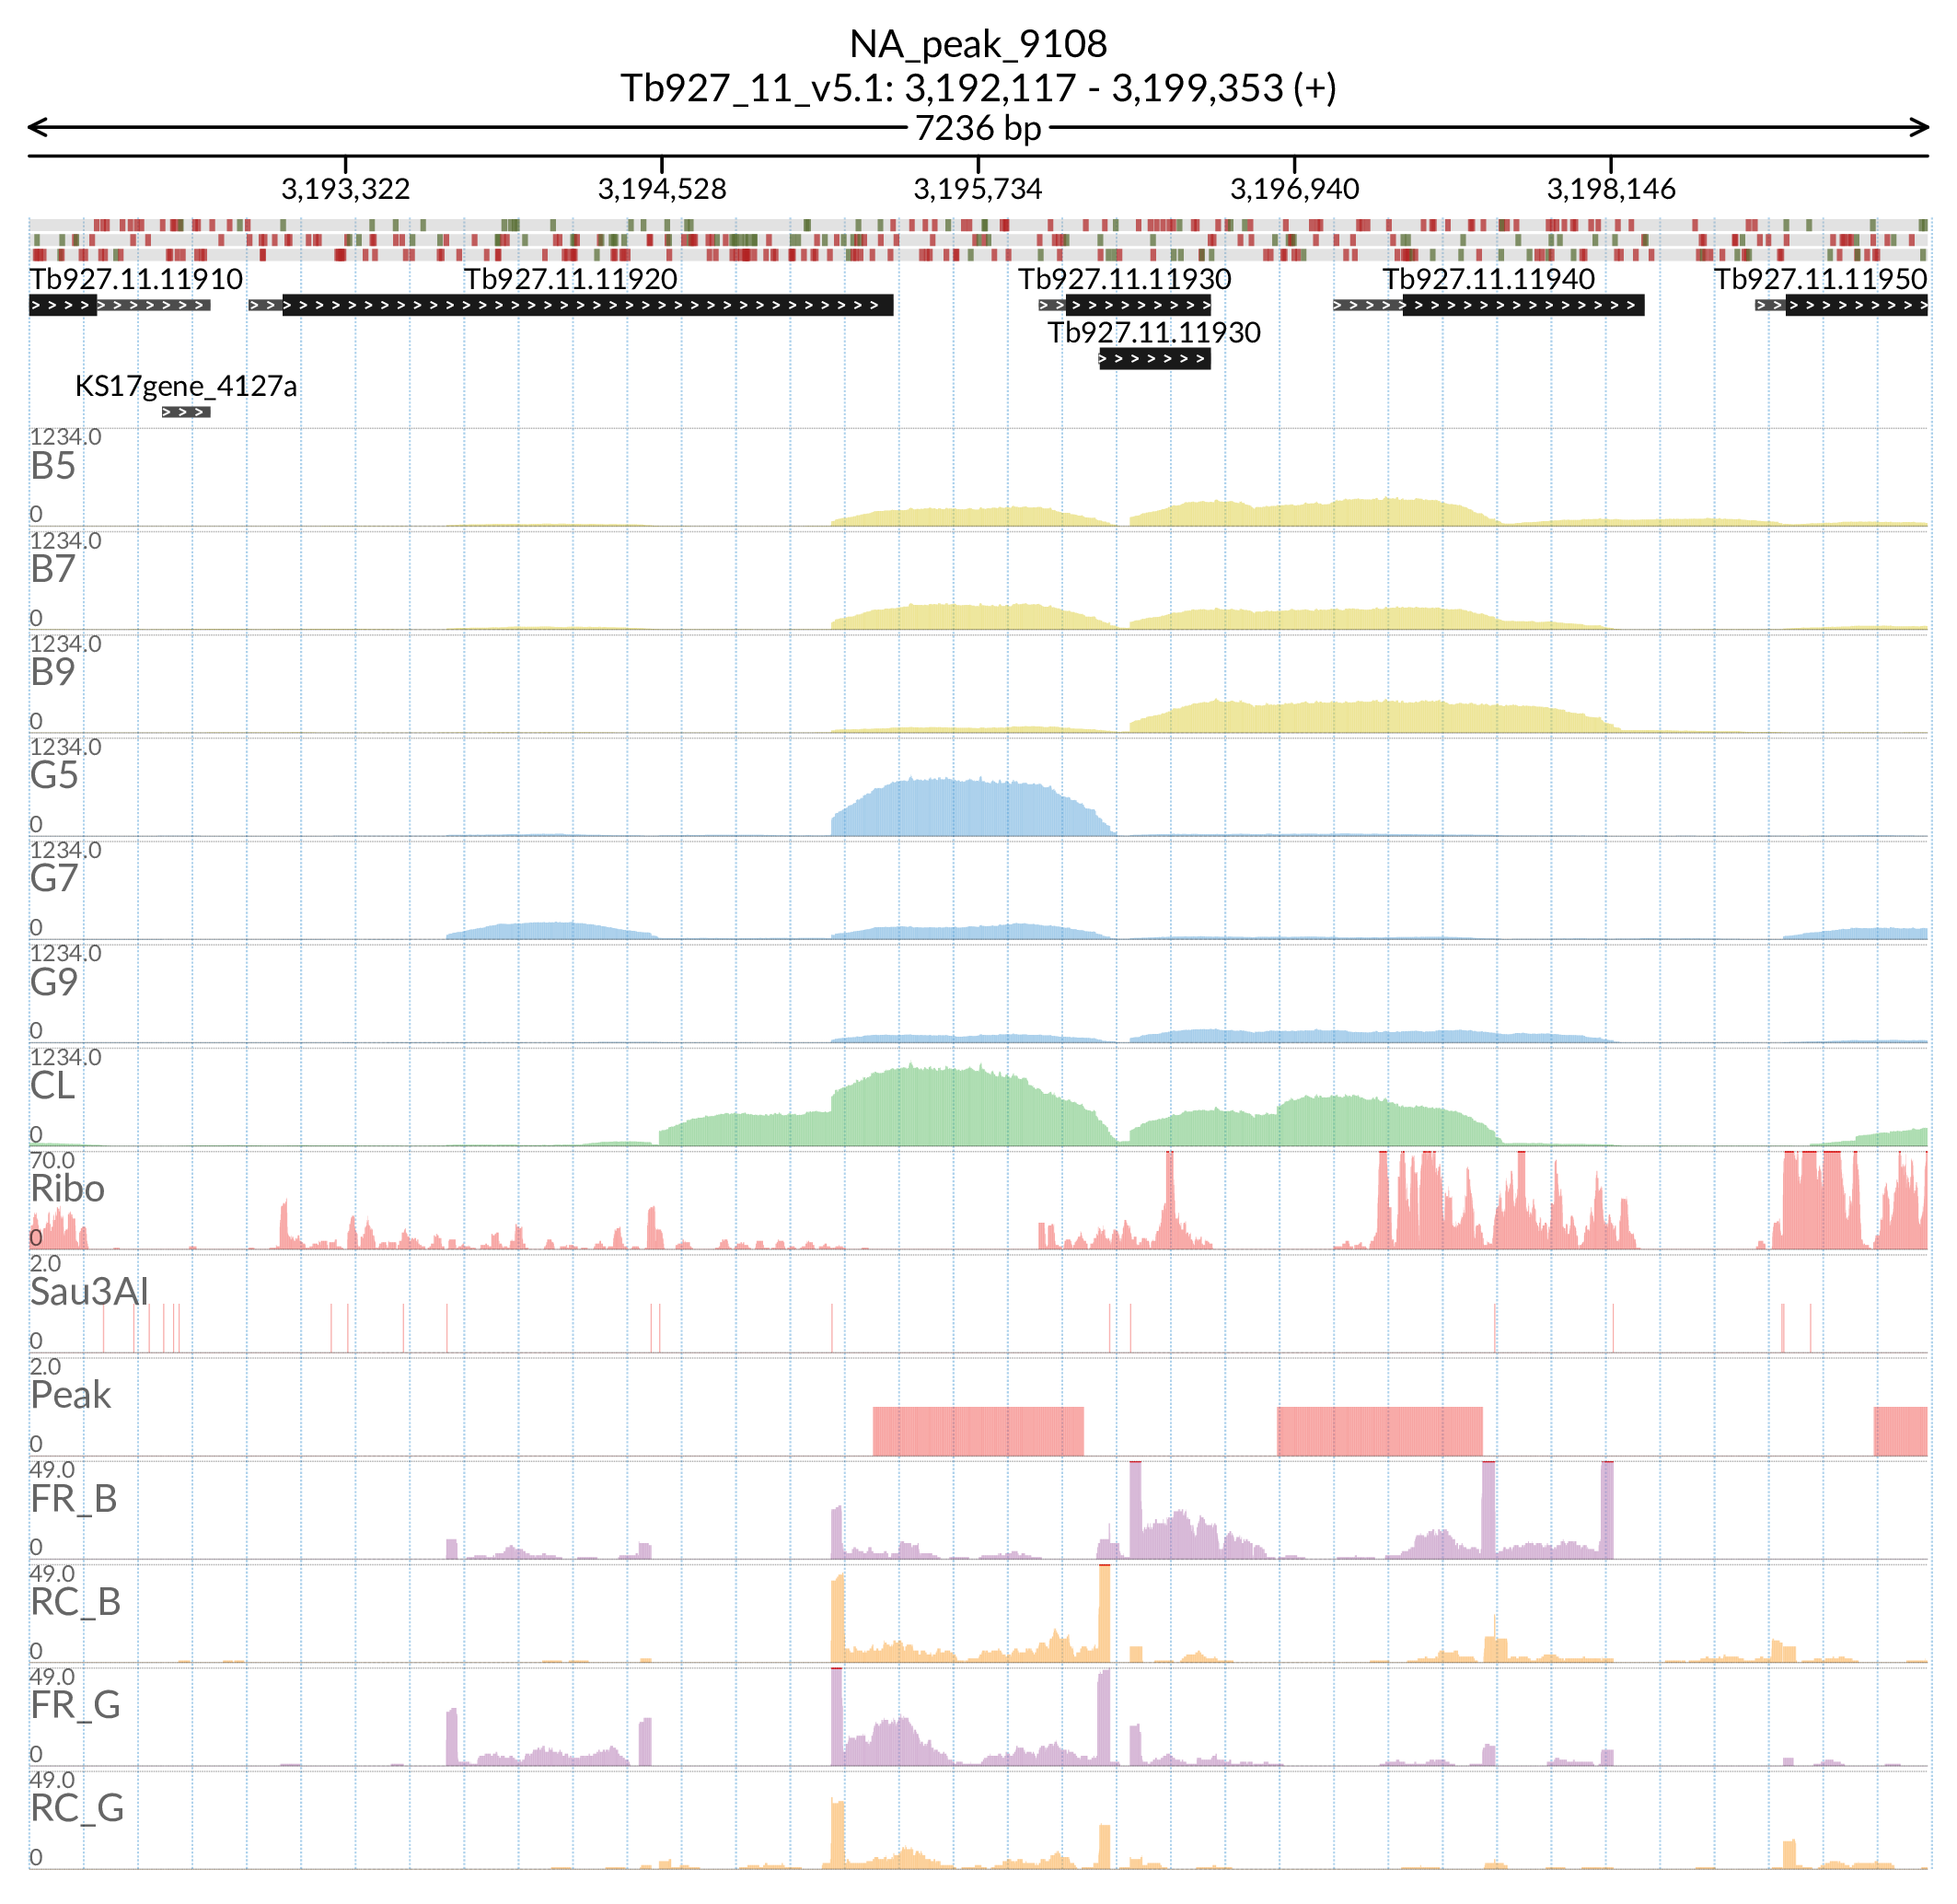 NA_peak_9108
Tb927_11_v5.1: 3,192,117 - 3,199,353 (+)
7236 bp
3,193,322 3,194,528 3,195,734 3,196,940 3,198,146
Tb927.11.11910 Tb927.11.11920 Tb927.11.11930 Tb927.11.11940 Tb927.11.11950
Tb927.11.11930
KS17gene_4127a
1234.0
B5
0
1234.0
B7
0
1234.0
B9
0
1234.0
G5
0
1234.0
G7
0
1234.0
G9
0
1234.0
CL
0
70.0
Ribo
0
2.0
Sau3AI
0
2.0
Peak
0
49.0
FR_B
0
49.0
RC_B
0
49.0
FR_G
0
49.0
RC_G
0